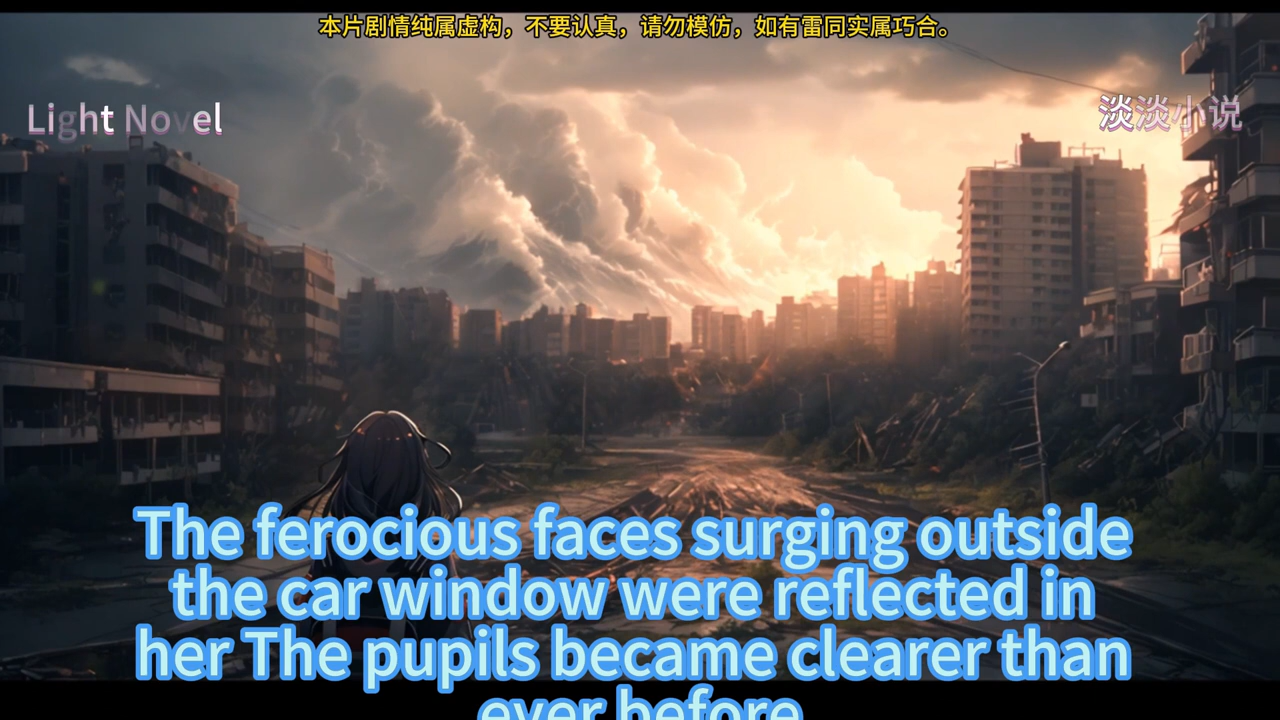 本片剧情纯属虚构，不要认真，请勿模仿，如有雷同实属巧合。
Light Novel
淡淡小说
The ferocious faces surging outside
the car window were reflected in
her The pupils became clearer than
ever before